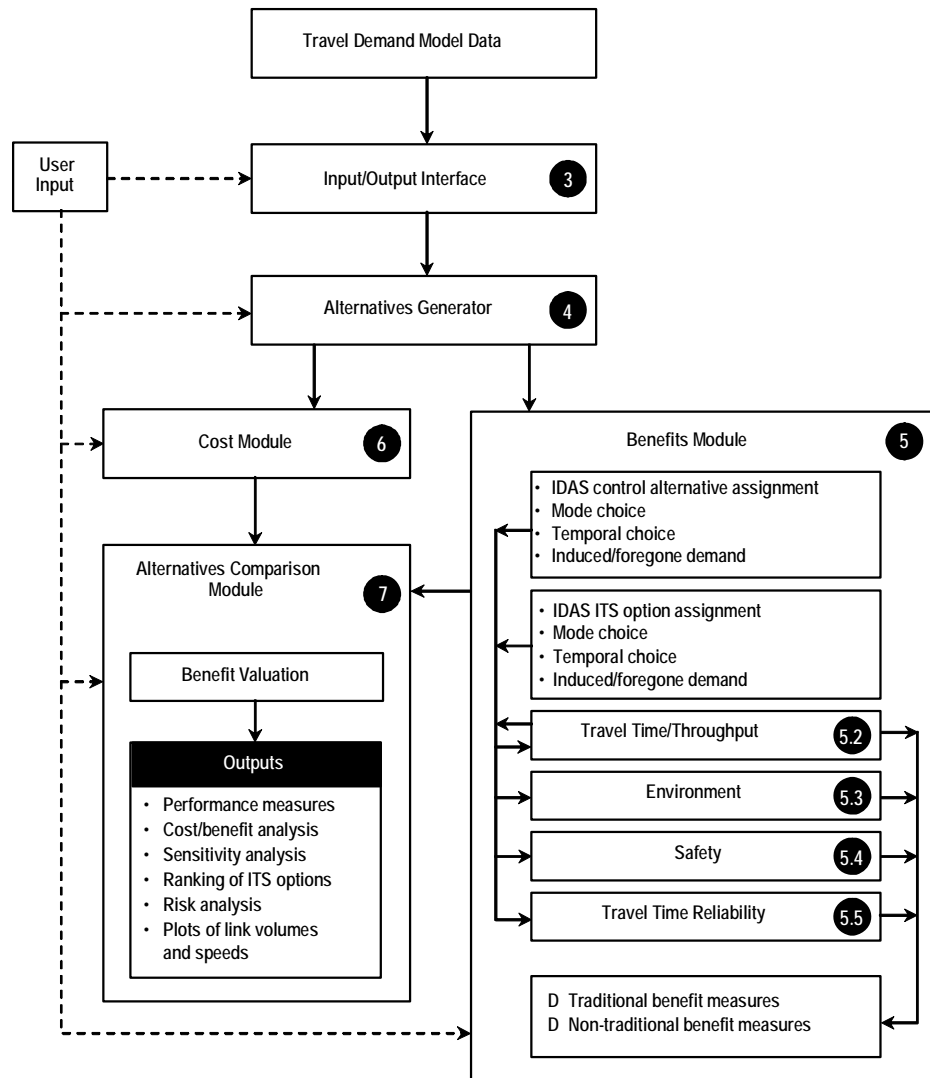 Travel Demand Model Data
User
Input
Input/Output Interface
3
Alternatives Generator
4
Cost Module
6
Benefits Module
5
· IDAS control alternative assignment
· Mode choice
· Temporal choice
· Induced/foregone demand
Alternatives Comparison
Module
7
· IDAS ITS option assignment
· Mode choice
· Temporal choice
· Induced/foregone demand
Benefit Valuation
Travel Time/Throughput
5.2
Outputs
· Performance measures
· Cost/benefit analysis
· Sensitivity analysis
· Ranking of ITS options
· Risk analysis
· Plots of link volumes
and speeds
Environment
5.3
Safety
5.4
Travel Time Reliability
5.5
D Traditional benefit measures
D Non-traditional benefit measures